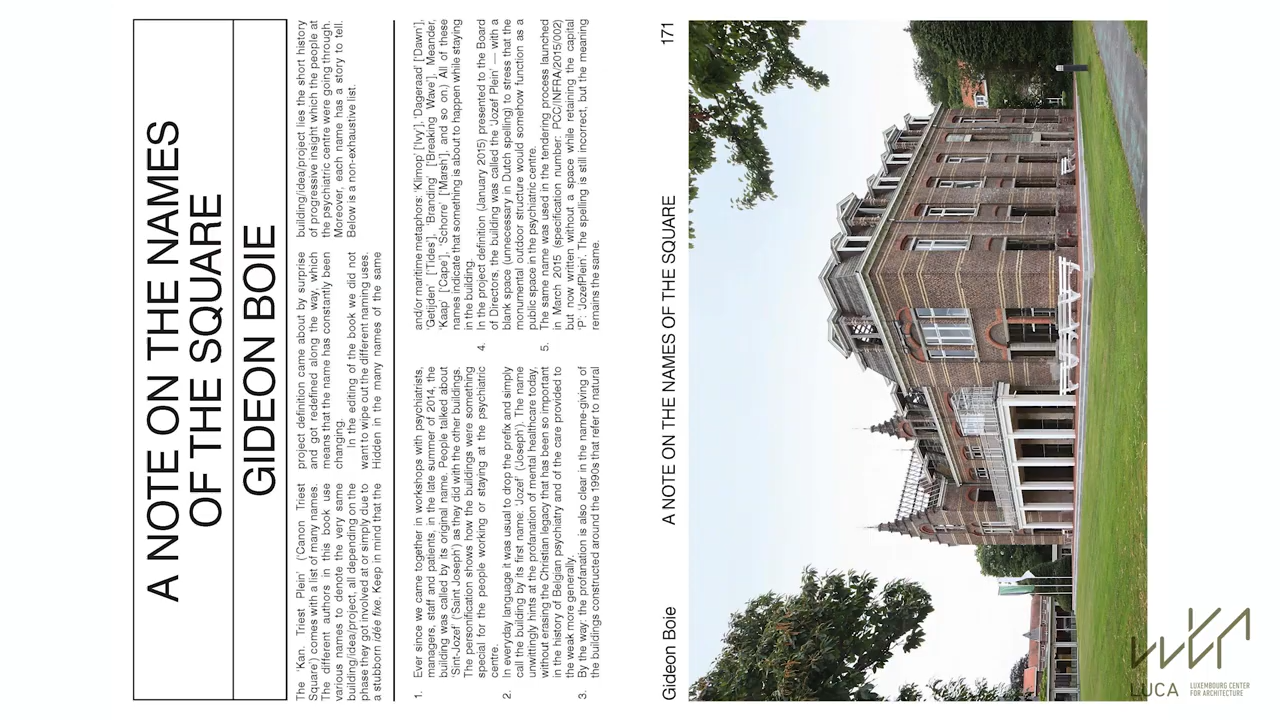 A NOTE ON THE NAMES
OF THE SQUARE
GIDEON BOIE
The 'Kan. Triest Plein' ('Canon Triest
Square') comes with a list of many names.
The different authors in this book use
various names to denote the very same
building/idea/project, all depending on the
phase they got involved at or simply due to
a stubborn idée fixe. Keep in mind that the
project definition came about by surprise
and got redefined along the way, which
means that the name has constantly been
changing.
In the editing of the book we did not
want to wipe out the different naming uses.
Hidden in the many names of the same
building/idea/project lies the short history
of progressive insight which the people at
the psychiatric centre were going through.
Moreover, each name has a story to tell.
Below is a non-exhaustive list.
1. Ever since we came together in workshops with psychiatrists,
managers, staff and patients, in the late summer of 2014, the
building was called by its original name. People talked about
'Sint-Jozef' ('Saint Joseph') as they did with the other buildings.
The personification shows how the buildings were something
special for the people working or staying at the psychiatric
centre.
2. In everyday language it was usual to drop the prefix and simply
call the building by its first name: 'Jozef' ('Joseph'). The name
unwittingly hints at the profanation of mental healthcare today,
without erasing the Christian legacy that has been so important
in the history of Belgian psychiatry and of the care provided to
the weak more generally.
3. By the way: the profanation is also clear in the name-giving of
the buildings constructed around the 1990s that refer to natural
and/or maritime metaphors: 'Klimop' ['Ivy'], 'Dageraad' ['Dawn'],
'Getijden' ['Tides'], 'Branding' ['Breaking Wave'], Meander,
'Kaap' ['Cape'], 'Schorre' ['Marsh'], and so on.) All of these
names indicate that something is about to happen while staying
in the building.
4. In the project definition (January 2015) presented to the Board
of Directors, the building was called the 'Jozef Plein' — with a
blank space (unnecessary in Dutch spelling) to stress that the
monumental outdoor structure would somehow function as a
public space in the psychiatric centre.
5. The same name was used in the tendering process launched
in March 2015 (specification number: PCC/INFRA/2015/002)
but now written without a space while retaining the capital
'P': 'JozefPlein'. The spelling is still incorrect, but the meaning
remains the same.
Gideon Boie
A NOTE ON THE NAMES OF THE SQUARE
171
LUCA
LUXEMBOURG CENTER
FOR ARCHITECTURE